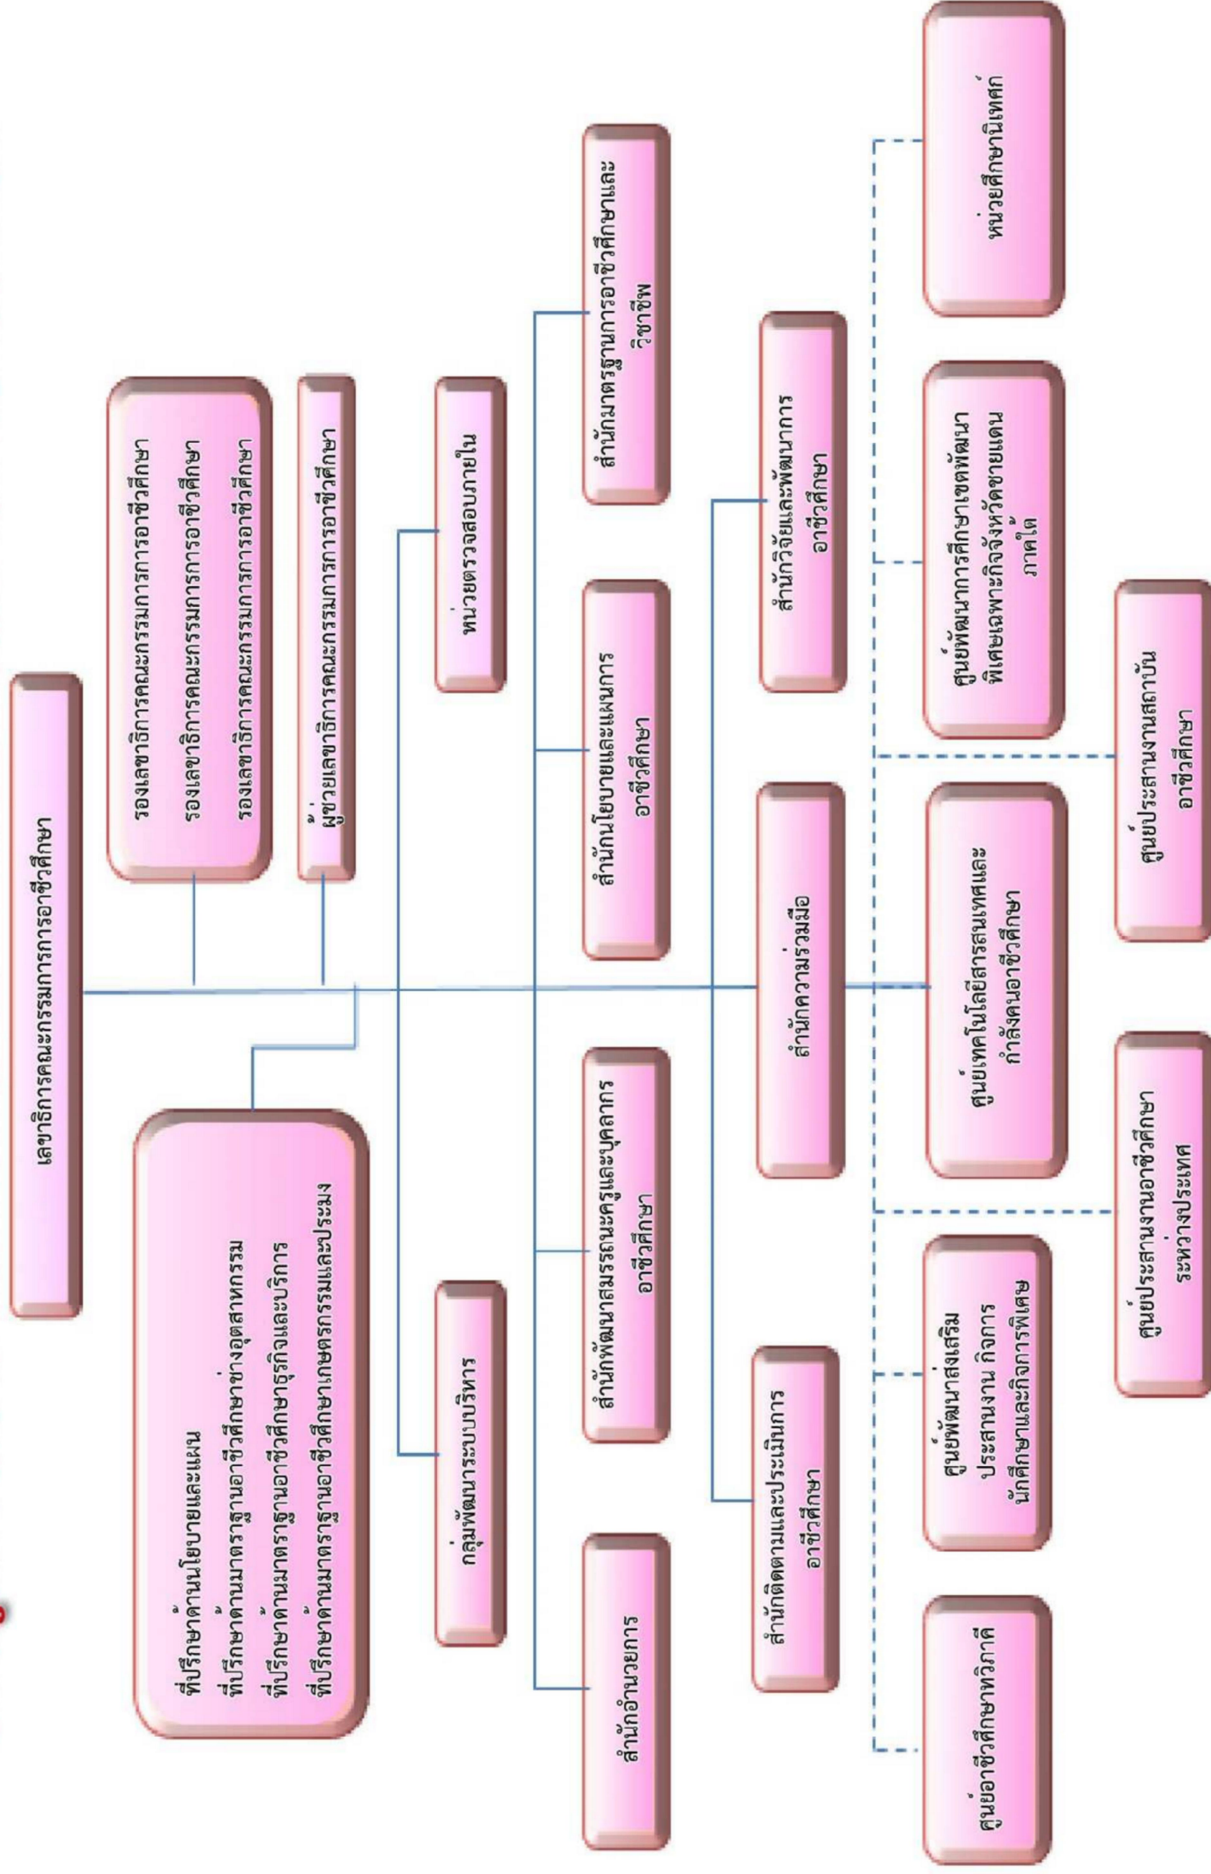 เลขาธิการคณะกรรมการการอาชีวศึกษา
รองเลขาธิการคณะกรรมการการอาชีวศึกษา
รองเลขาธิการคณะกรรมการการอาชีวศึกษา
รองเลขาธิการคณะกรรมการการอาชีวศึกษา
ผู้ช่วยเลขาธิการคณะกรรมการการอาชีวศึกษา
ที่ปรึกษาด้านนโยบายและแผน
ที่ปรึกษาด้านมาตราฐานอาชีวศึกษาช่างอุตสาหกรรม
ที่ปรึกษาด้านมาตราฐานอาชีวศึกษาธุรกิจและบริการ
ที่ปรึกษาด้านมาตราฐานอาชีวศึกษาเกษตรกรรมและประมง
กลุ่มพัฒนาระบบบริหาร
หน่วยตรวจสอบภายใน
สำนักอำนวยการ
สำนักพัฒนาสมรรถนะครูและบุคลากร
อาชีวศึกษา
สำนักนโยบายและแผนการ
อาชีวศึกษา
สำนักมาตรฐานการอาชีวศึกษาและ
วิชาชีพ
สำนักติดตามและประเมินการ
อาชีวศึกษา
สำนักความร่วมมือ
สำนักวิจัยและพัฒนาการ
อาชีวศึกษา
ศูนย์อาชีวศึกษาทวิภาคี
ศูนย์พัฒนาส่งเสริม
ประสานงาน กิจการ
นักศึกษาและกิจการพิเศษ
ศูนย์เทคโนโลยีสารสนเทศและ
กำลังคนอาชีวศึกษา
ศูนย์พัฒนาการศึกษาเขตพัฒนา
พิเศษเฉพาะกิจจังหวัดชายแดน
ภาคใต้
หน่วยศึกษานิเทศก์
ศูนย์ประสานงานอาชีวศึกษา
ระหว่างประเทศ
ศูนย์ประสานงานสถาบัน
อาชีวศึกษา